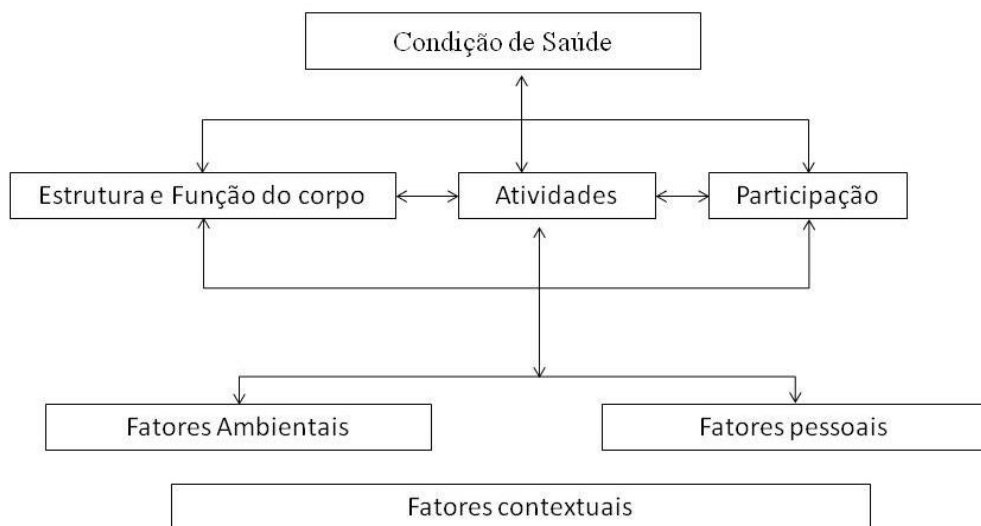 Condição de Saúde
Estrutura e Função do corpo
Atividades
Participação
Fatores Ambientais
Fatores pessoais
Fatores contextuais